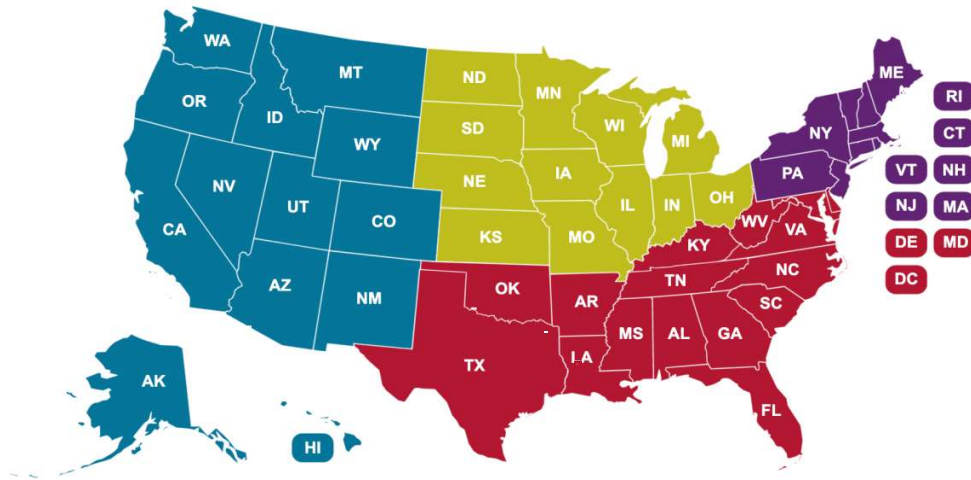 WA
MT
ND
MN
ME
OR
ID
SD
WI
MI
NY
RI
WY
CT
NV
NE
IA
PA
VT
NH
UT
CO
IL
IN
OH
NJ
MA
CA
KS
MO
WV
VA
KY
DE
MD
AZ
NM
OK
AR
TN
NC
DC
SC
MS
AL
GA
TX
LA
AK
FL
HI